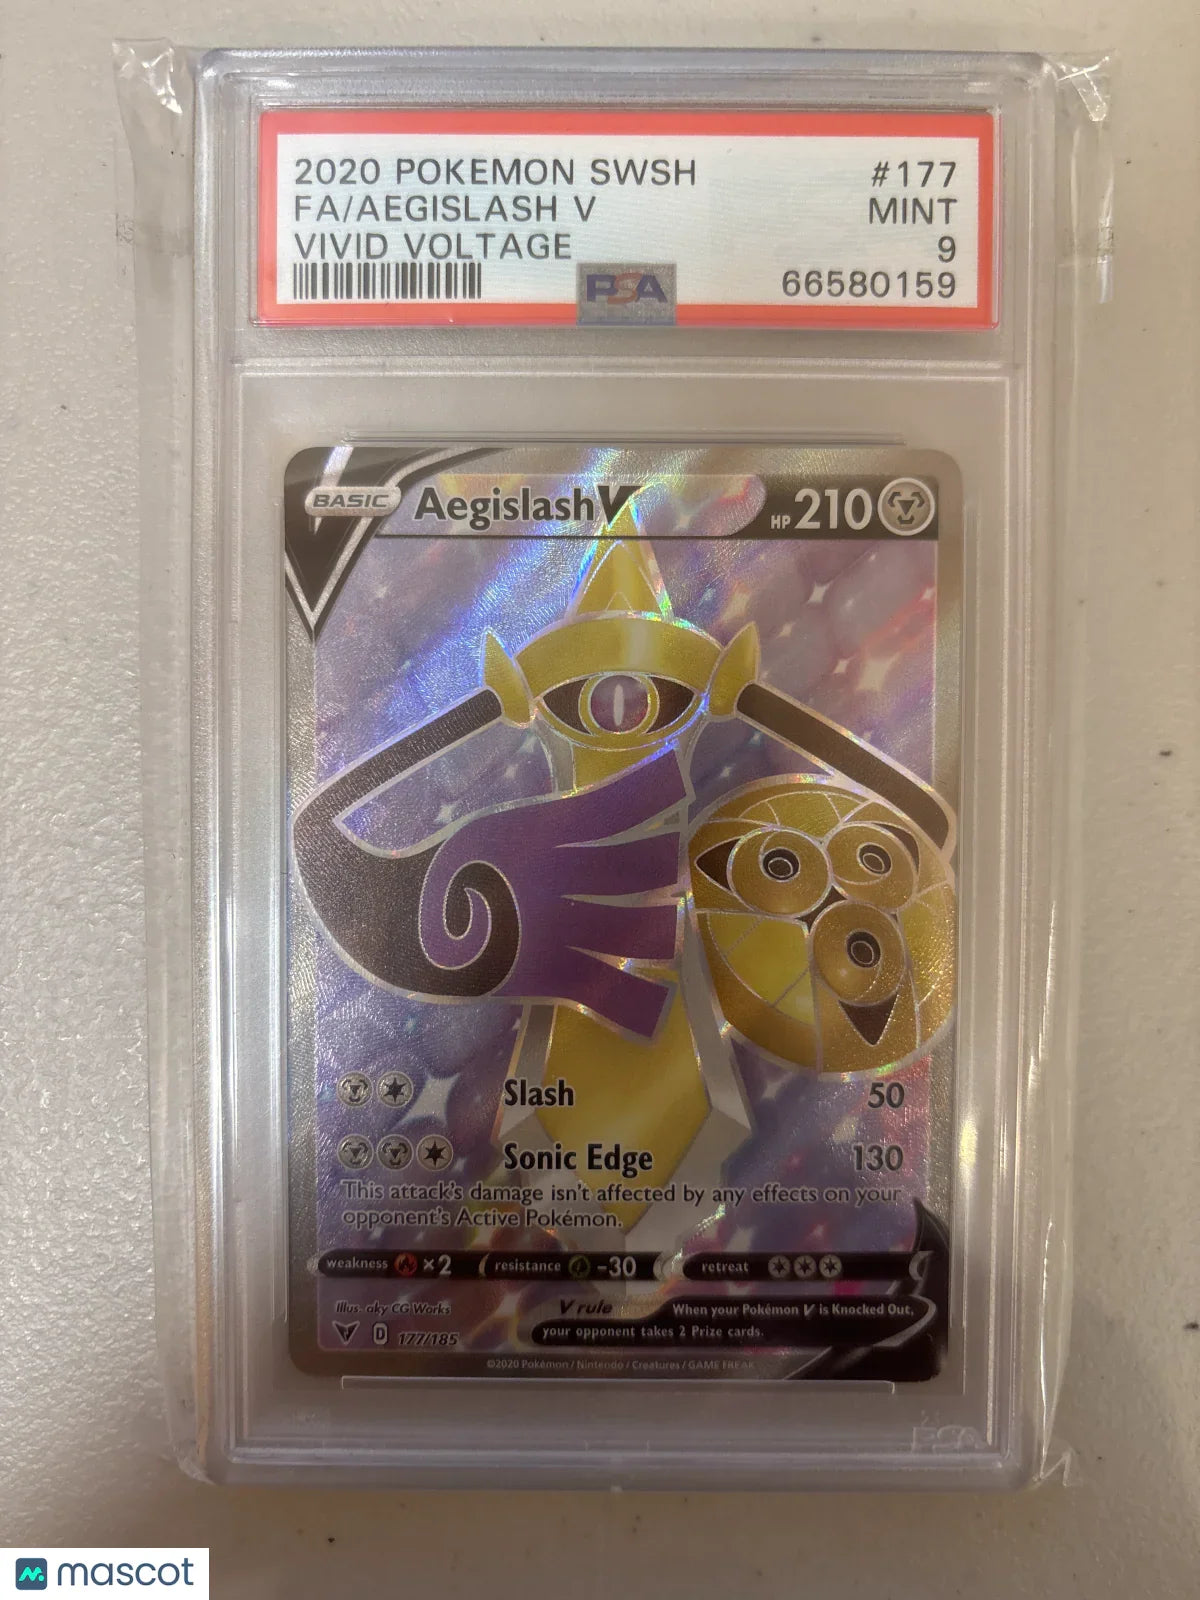 2020 POKEMON SWSH #177
FA/AEGISLASH V MINT
VIVID VOLTAGE 9
PSA 66580159
BASIC Aegislash V HP 210
Slash 50
Sonic Edge 130
This attack's damage isn't affected by any effects on your
opponent's Active Pokémon.
weakness ×2 resistance -30 retreat
Illus. aky CG Works
V rule When your Pokémon V is Knocked Out,
your opponent takes 2 Prize cards.
D 177/185
©2020 Pokémon / Nintendo / Creatures / GAME FREAK
PSA
mascot